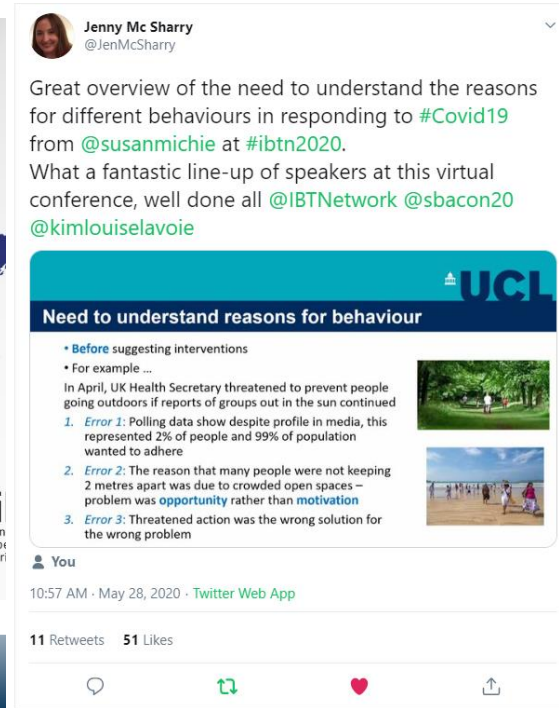 Jenny Mc Sharry
@JenMcSharry
Great overview of the need to understand the reasons
for different behaviours in responding to #Covid19
from @susanmichie at #ibtn2020.
What a fantastic line-up of speakers at this virtual
conference, well done all @IBTNetwork @sbacon20
@kimlouiselavoie
UCL
Need to understand reasons for behaviour
• Before suggesting interventions
• For example ...
In April, UK Health Secretary threatened to prevent people
going outdoors if reports of groups out in the sun continued
1. Error 1: Polling data show despite profile in media, this
represented 2% of people and 99% of population
wanted to adhere
2. Error 2: The reason that many people were not keeping
2 metres apart was due to crowded open spaces –
problem was opportunity rather than motivation
3. Error 3: Threatened action was the wrong solution for
the wrong problem
You
10:57 AM · May 28, 2020 · Twitter Web App
11 Retweets 51 Likes